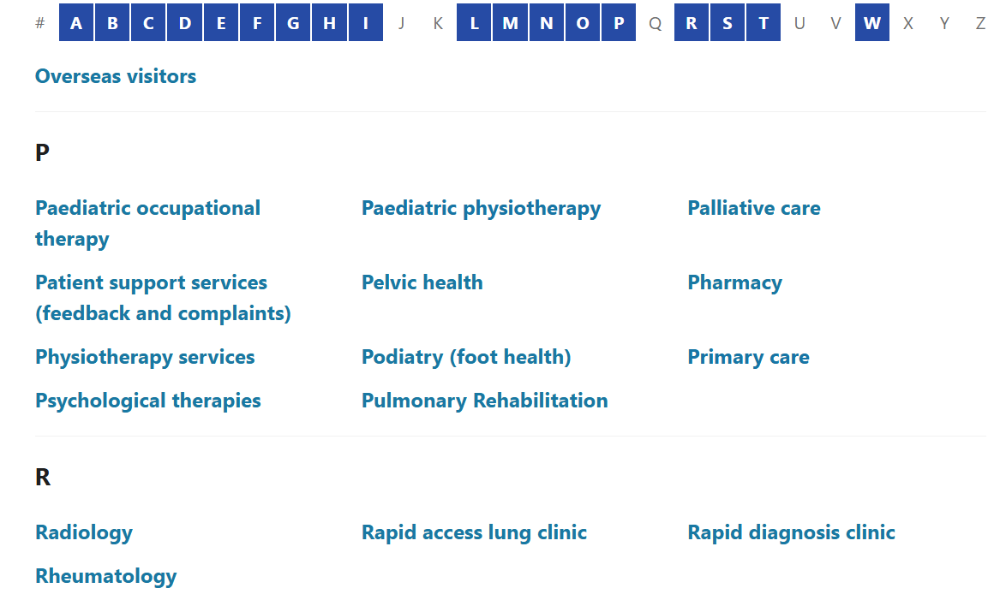 # A B C D E F G H I J K L M N O P Q R S T U V W X Y Z
Overseas visitors
P
Paediatric occupational therapy
Paediatric physiotherapy
Palliative care
Patient support services
(feedback and complaints)
Pelvic health
Pharmacy
Physiotherapy services
Podiatry (foot health)
Primary care
Psychological therapies
Pulmonary Rehabilitation
R
Radiology
Rapid access lung clinic
Rapid diagnosis clinic
Rheumatology